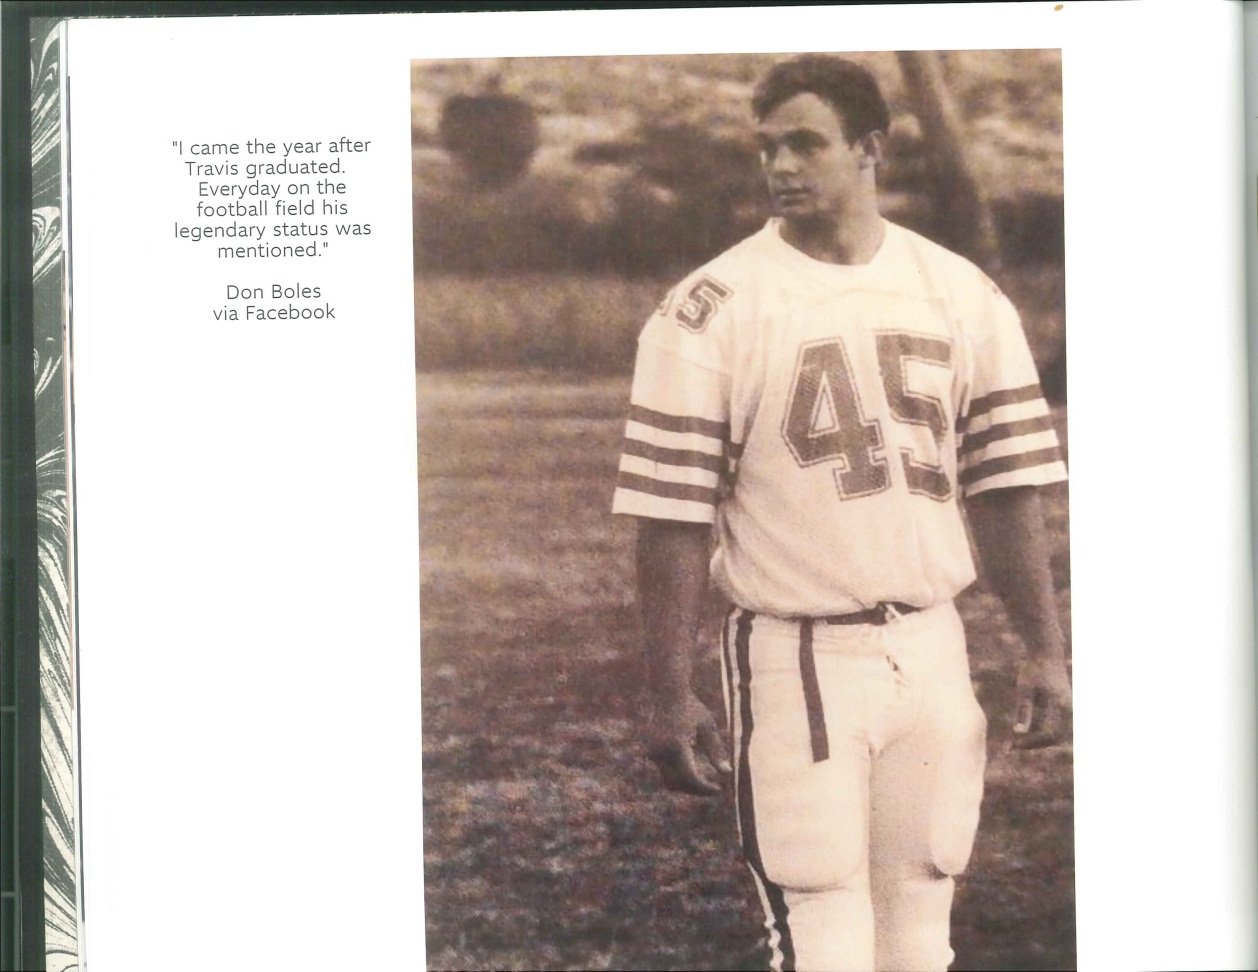 "I came the year after
Travis graduated.
Everyday on the
football field his
legendary status was
mentioned."
Don Boles
via Facebook
45
45